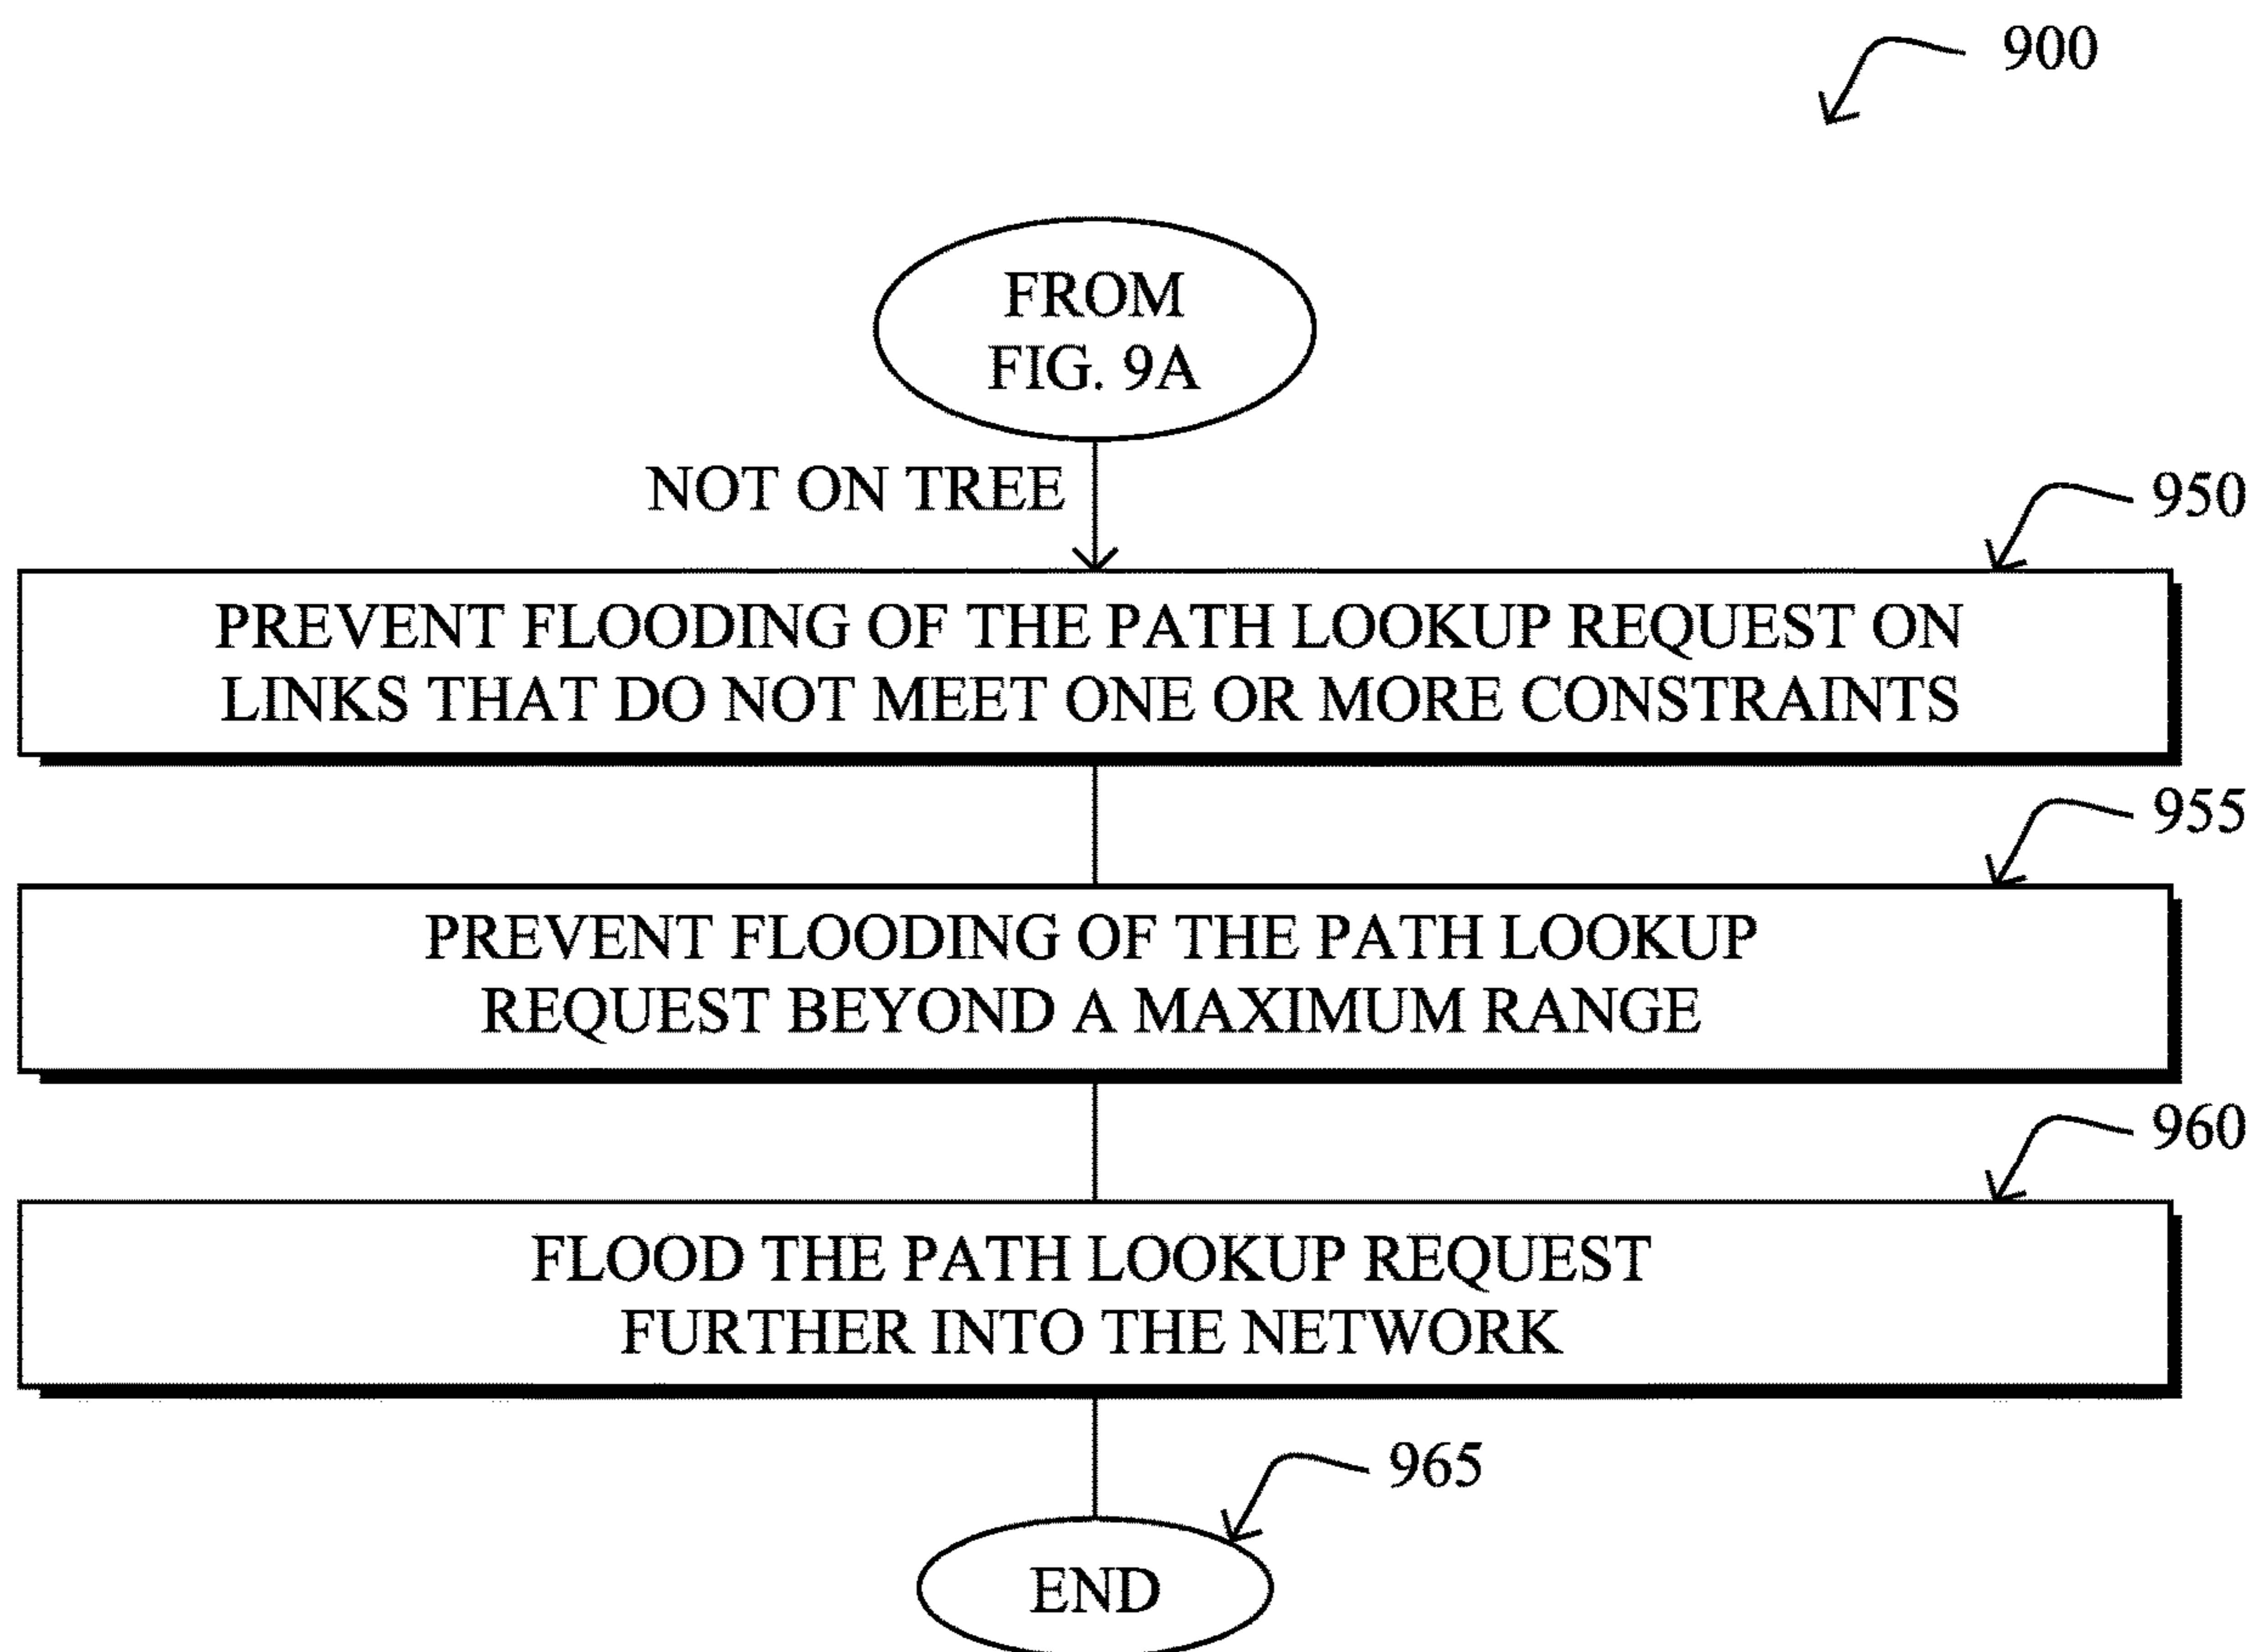 900
FROM
FIG. 9A
NOT ON TREE
950
PREVENT FLOODING OF THE PATH LOOKUP REQUEST ON
LINKS THAT DO NOT MEET ONE OR MORE CONSTRAINTS
955
PREVENT FLOODING OF THE PATH LOOKUP
REQUEST BEYOND A MAXIMUM RANGE
960
FLOOD THE PATH LOOKUP REQUEST
FURTHER INTO THE NETWORK
965
END